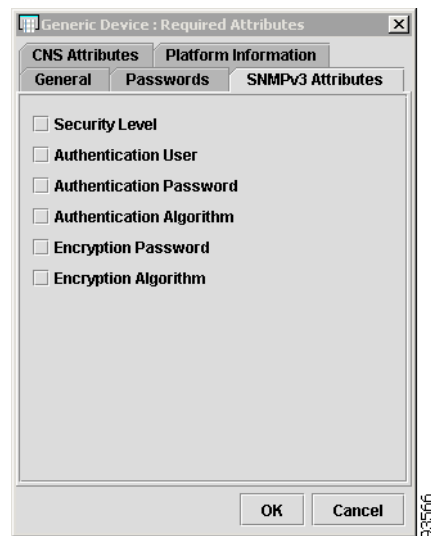 Generic Device : Required Attributes
CNS Attributes Platform Information
General Passwords SNMPv3 Attributes
Security Level
Authentication User
Authentication Password
Authentication Algorithm
Encryption Password
Encryption Algorithm
OK Cancel
93566